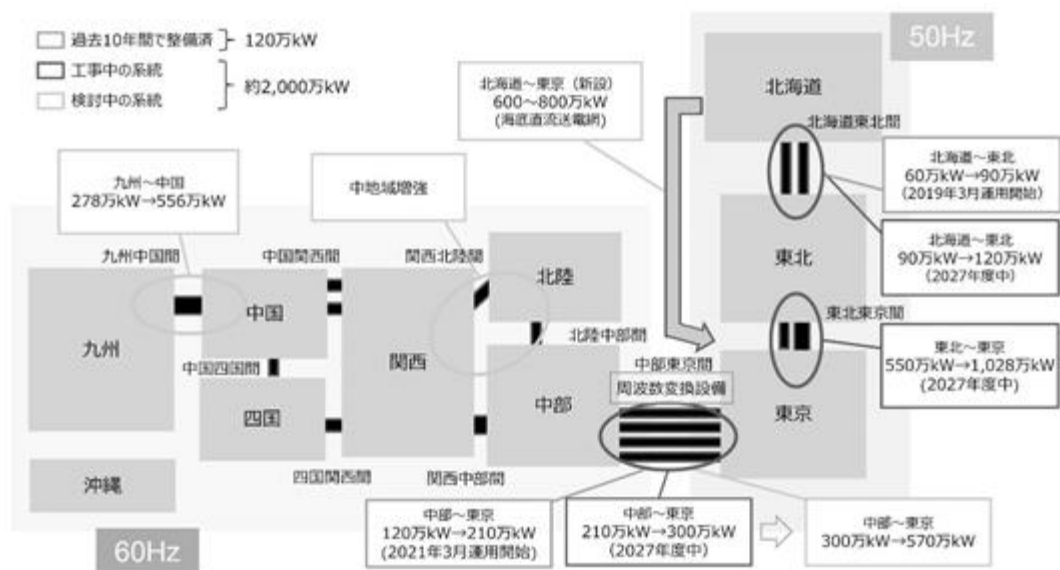 過去10年間で整備済
120万kW
工事中の系統
検討中の系統
約2,000万kW
50Hz
北海道
北海道～東京（新設）
600～800万kW
(海底直流送電網)
北海道東北間
北海道～東北
60万kW→90万kW
（2019年3月運用開始）
九州～中国
278万kW→556万kW
中地域増強
東北
北海道～東北
90万kW→120万kW
（2027年度中）
九州中国間
中国関西間
関西北陸間
北陸
中国
九州
関西
北陸中部間
東北東京間
東北～東京
550万kW→1,028万kW
(2027年度中)
中国四国間
中部東京間
周波数変換設備
四国
中部
東京
沖縄
四国関西間
関西中部間
60Hz
中部～東京
120万kW→210万kW
(2021年3月運用開始)
中部～東京
210万kW→300万kW
（2027年度中）
中部～東京
300万kW→570万kW